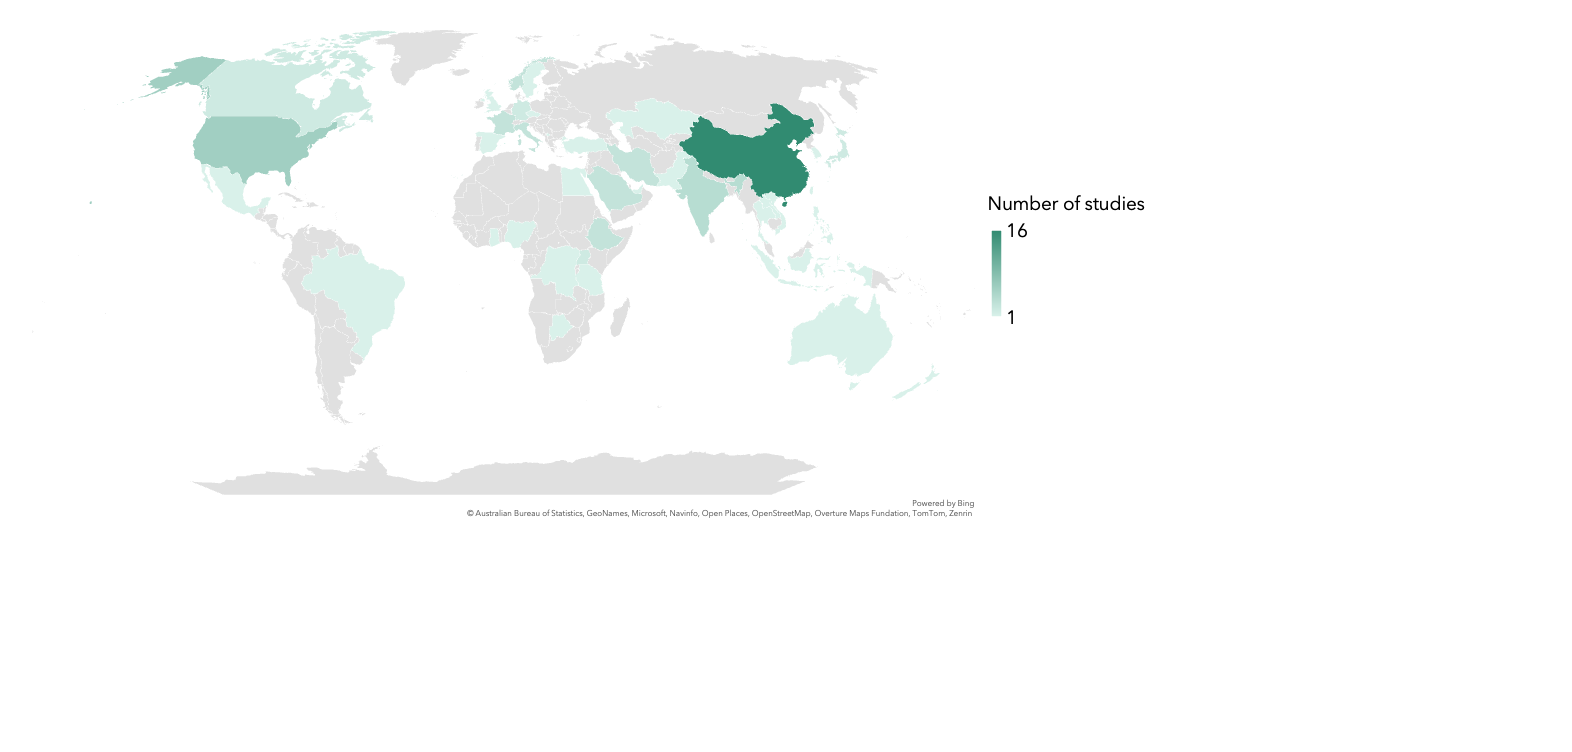 Number of studies
16
1
Powered by Bing
© Australian Bureau of Statistics, GeoNames, Microsoft, Navinfo, Open Places, OpenStreetMap, Overture Maps Fundation, TomTom, Zenrin